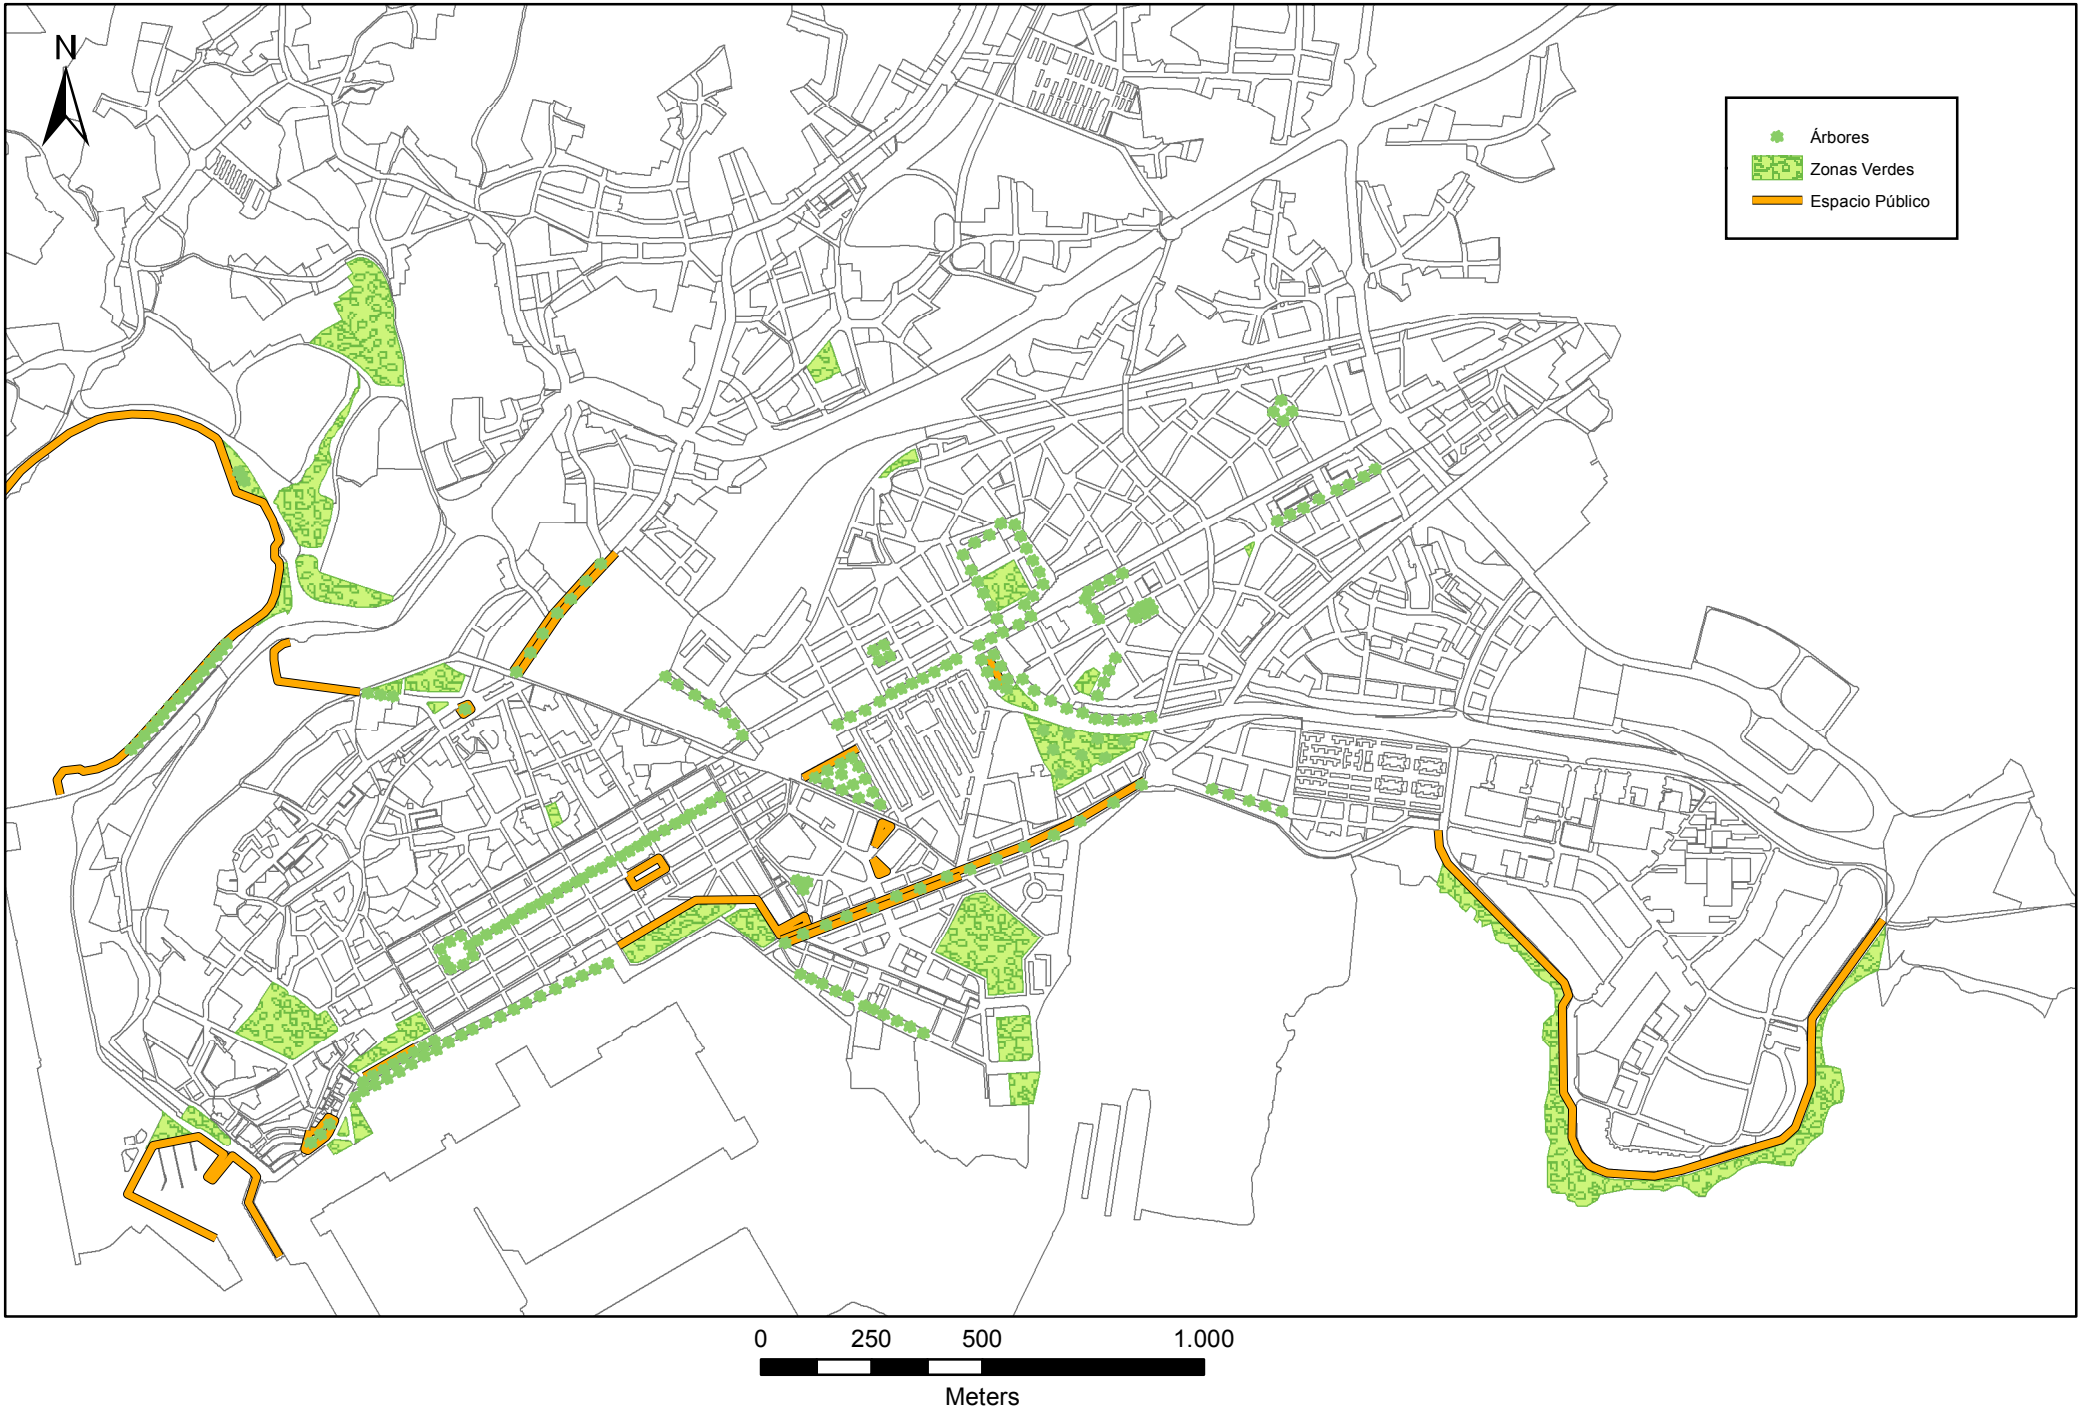 N
Árbores
Zonas Verdes
Espacio Público
0 250 500 1.000
Meters